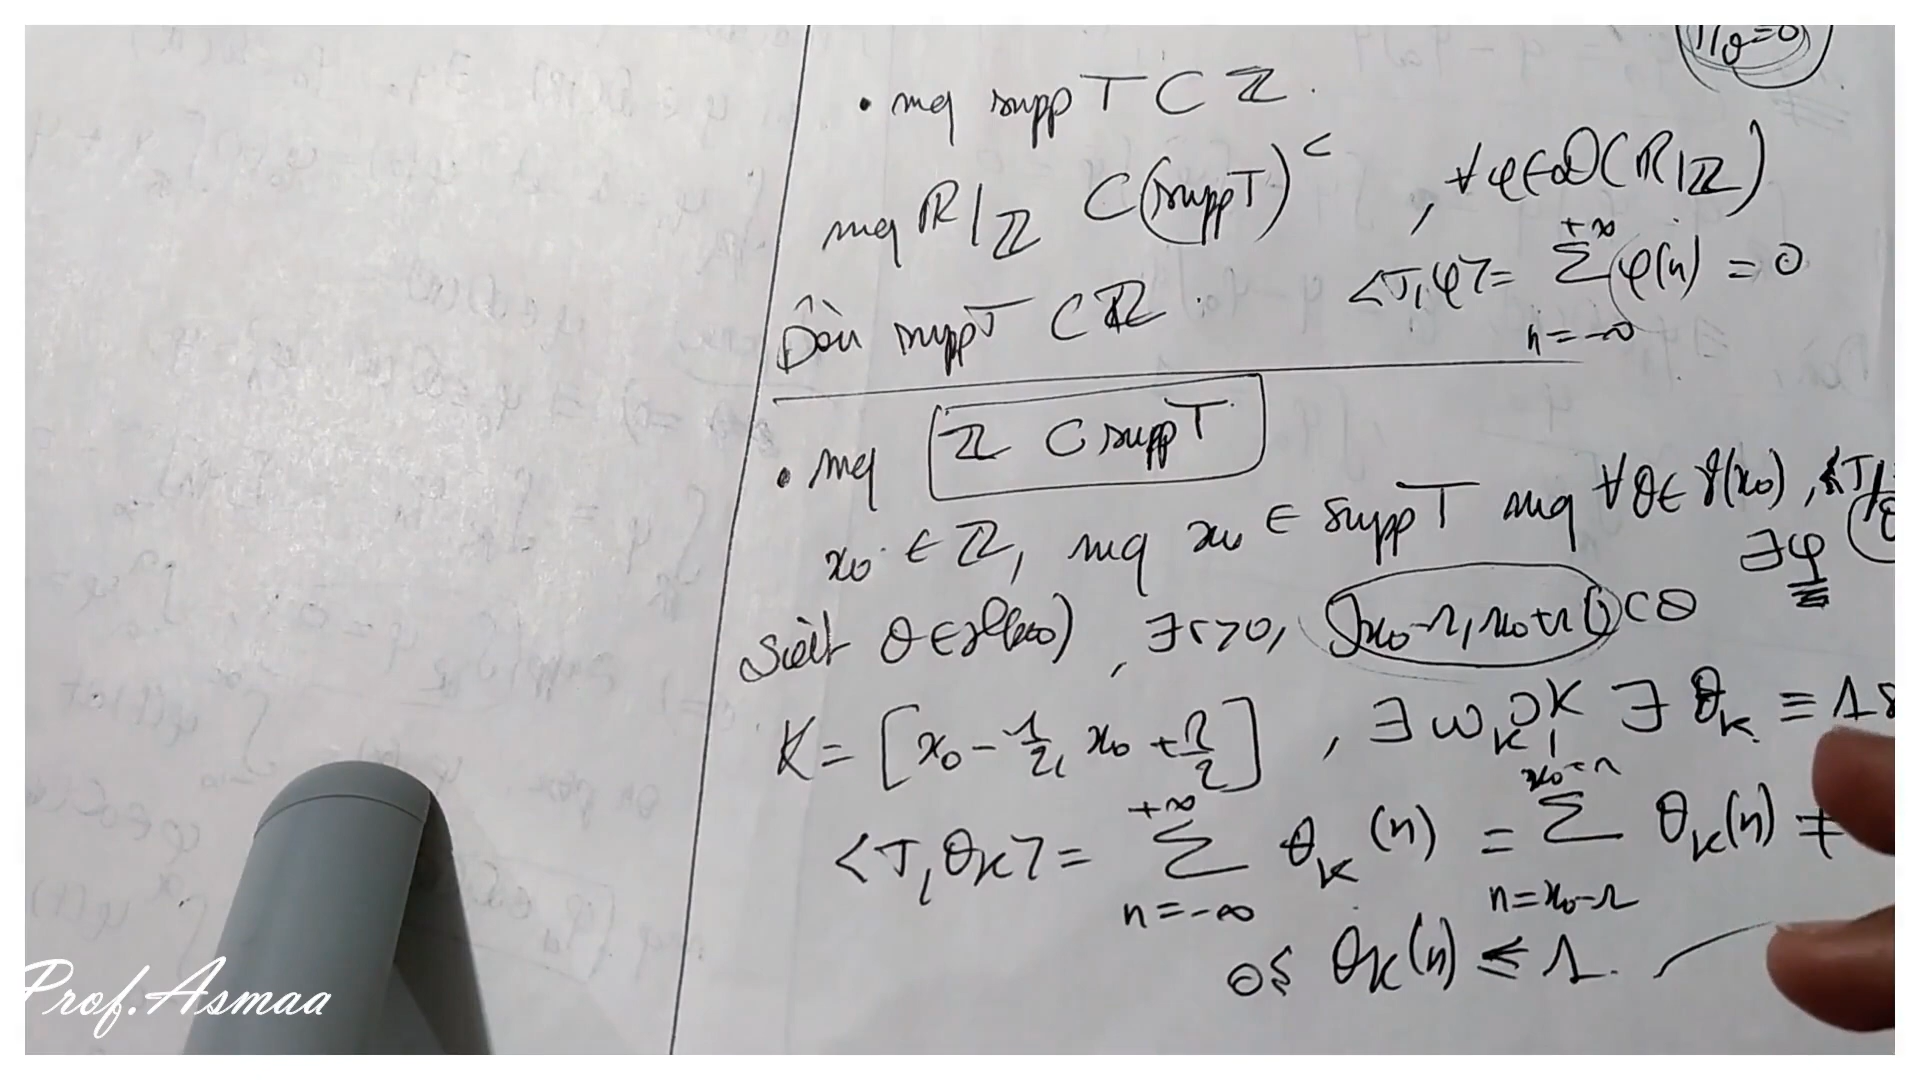 T/θ=0
• mq supp T ⊂ ℤ.
mq ℝ\ℤ ⊂ (supp T)ᶜ , ∀φ∈𝒟(ℝ\ℤ)
<T,φ> = Σ_{n=-∞}^{+∞} φ(n) = 0
Donc supp T ⊂ ℤ.
• mq ℤ ⊂ supp T
x₀ ∈ ℤ, mq x₀ ∈ supp T mq ∀θ∈𝒱(x₀), <T/
∃φ
Soit θ∈𝒱(x₀) , ∃r>0, ]x₀-r, x₀+r[ ⊂ θ
K = [x₀ - r/2, x₀ + r/2] , ∃ω_K ⊃ K, ∃ θ_K ≡ 1 s
<T, θ_K> = Σ_{n=-∞}^{+∞} θ_K(n) = Σ_{n=x₀-r}^{x₀+r} θ_K(n) ≠
0 ≤ θ_K(n) ≤ 1.
Prof.Asmaa